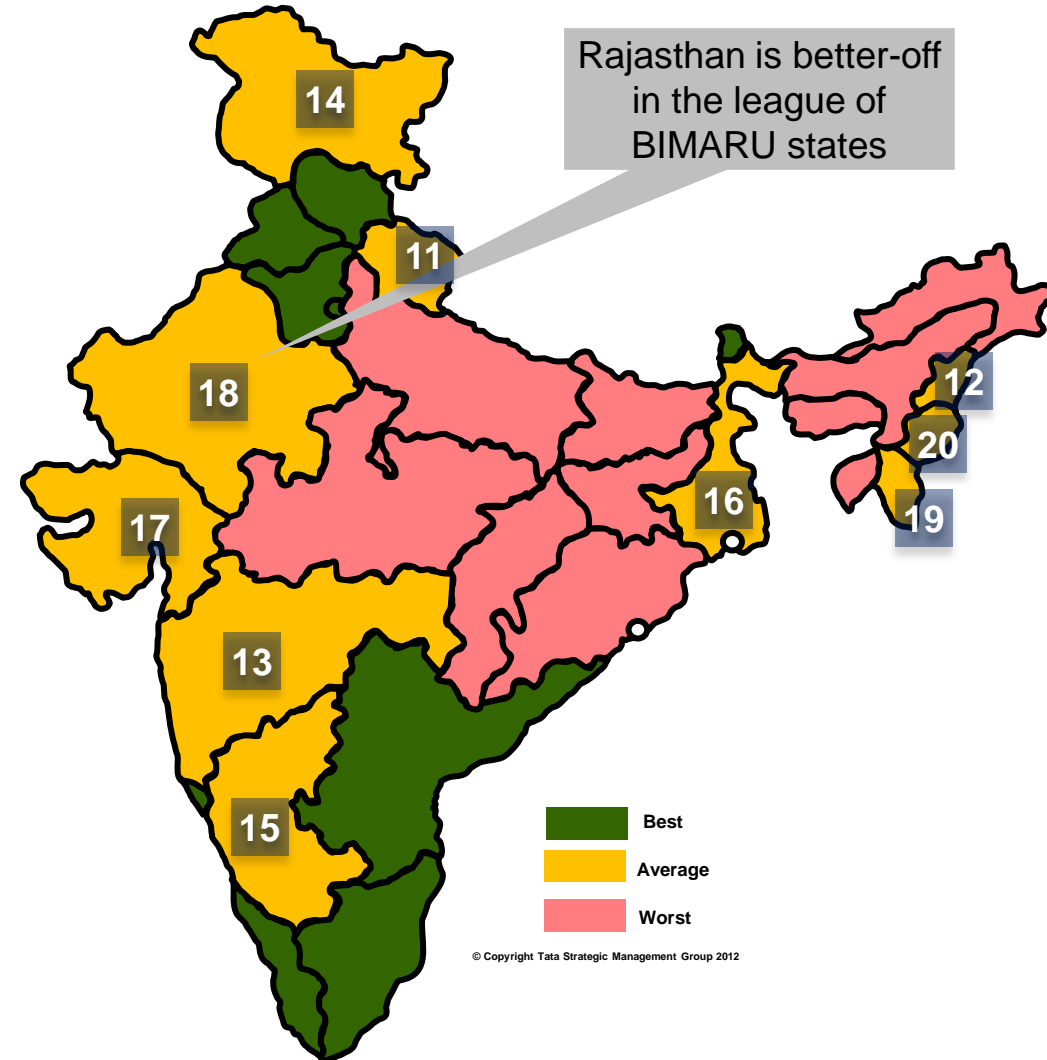 Rajasthan is better-off
in the league of
BIMARU states
14
11
18
12
20
16
19
17
13
15
Best
Average
Worst
© Copyright Tata Strategic Management Group 2012